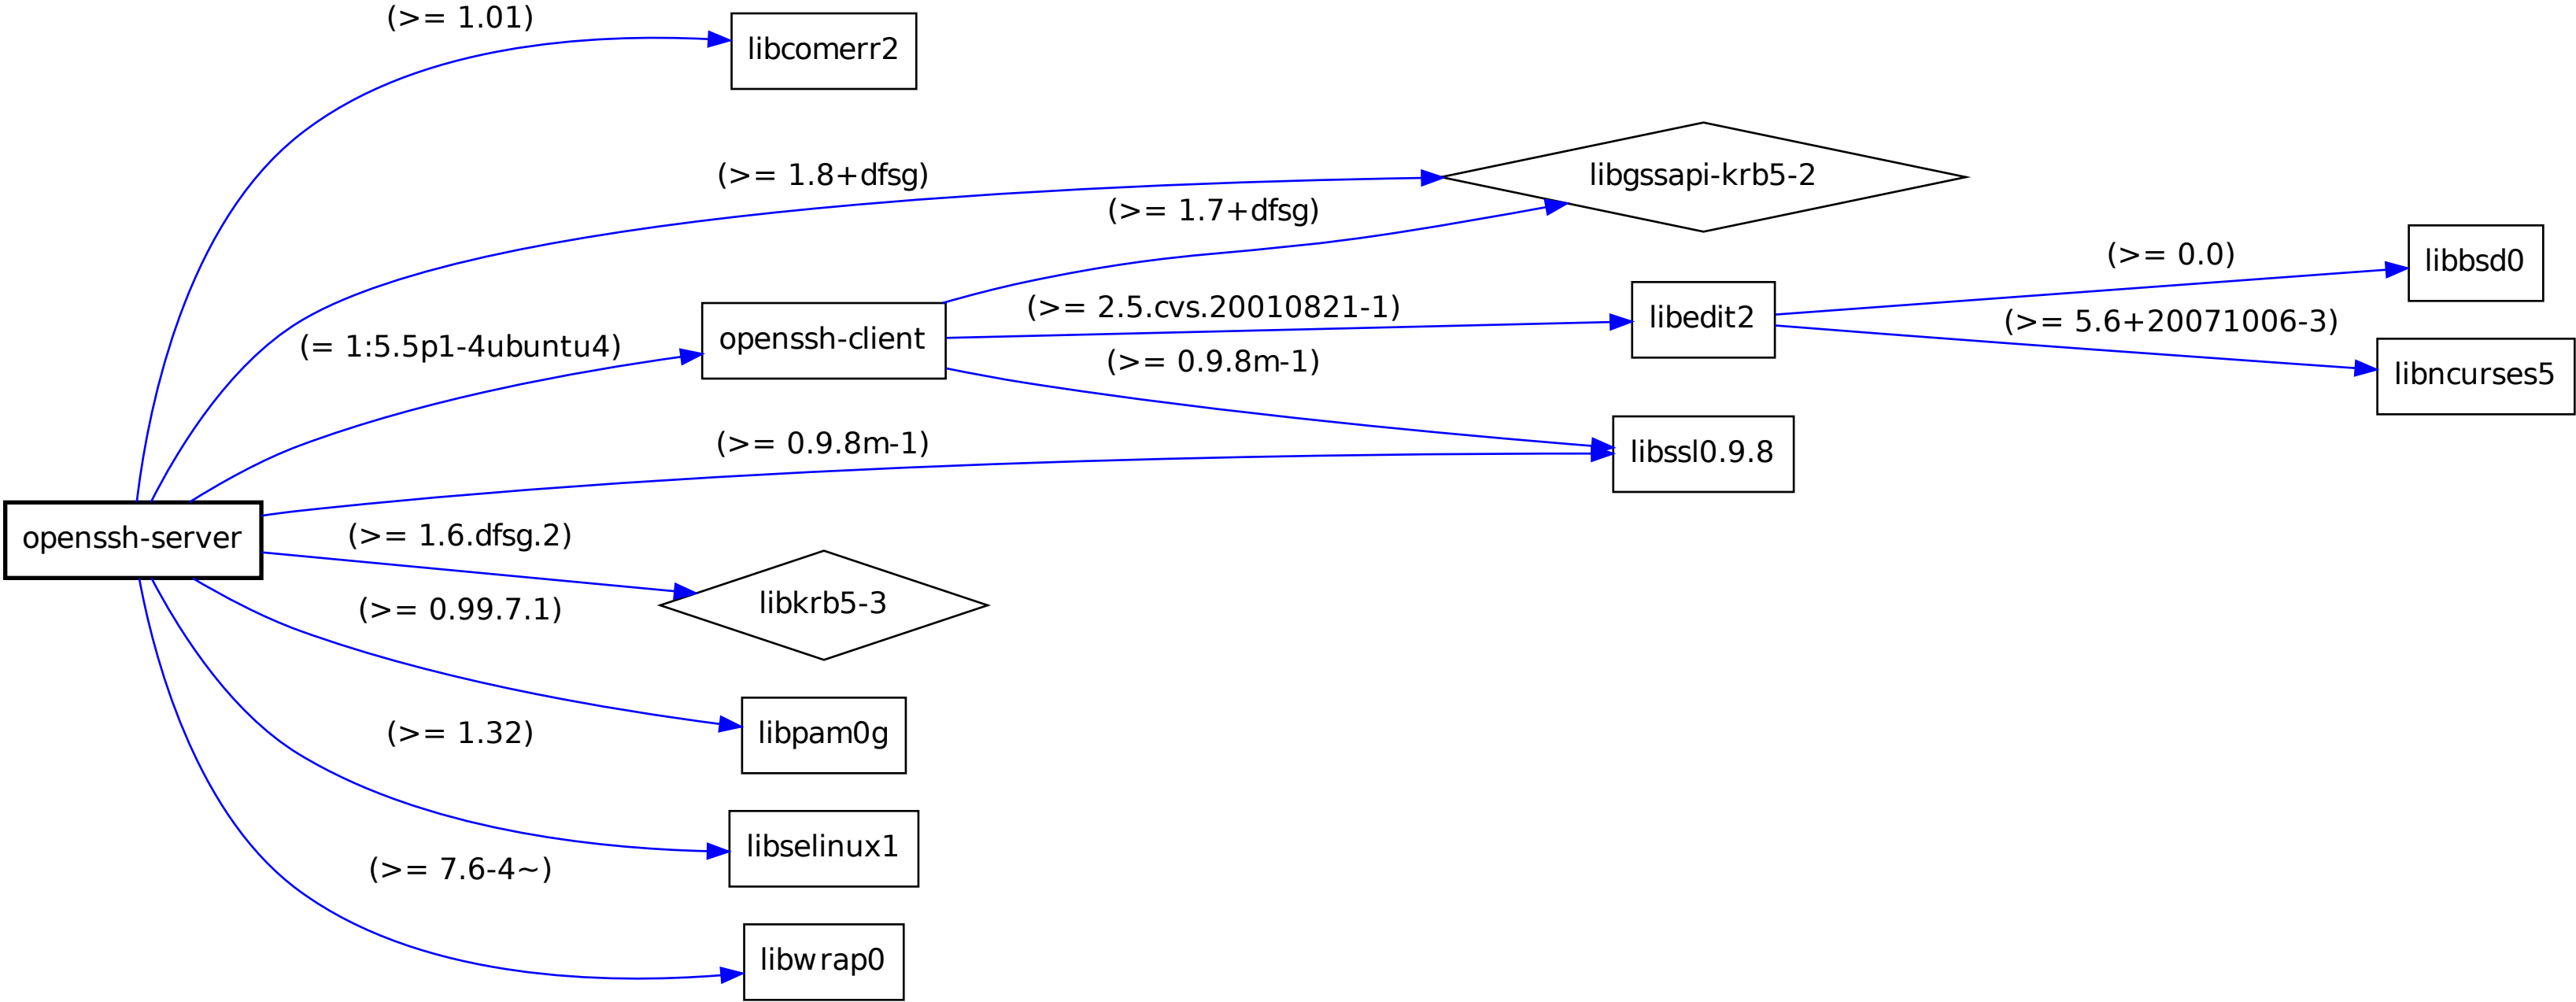 (>= 1.01)
libcomerr2
(>= 1.8+dfsg)
libgssapi-krb5-2
(>= 1.7+dfsg)
(>= 0.0)
libbsd0
(>= 2.5.cvs.20010821-1)
libedit2
(>= 5.6+20071006-3)
(= 1:5.5p1-4ubuntu4)
openssh-client
(>= 0.9.8m-1)
libncurses5
(>= 0.9.8m-1)
libssl0.9.8
openssh-server
(>= 1.6.dfsg.2)
libkrb5-3
(>= 0.99.7.1)
libpam0g
(>= 1.32)
libselinux1
(>= 7.6-4~)
libwrap0